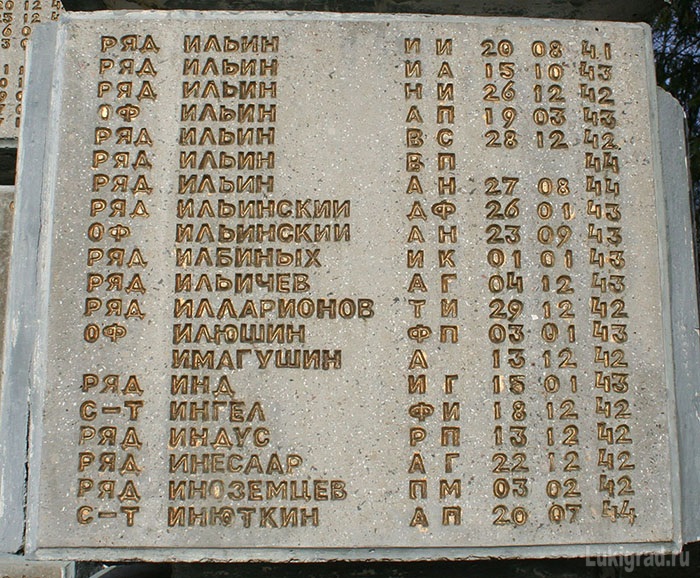 РЯД ИЛЬИН И И 20 08 41
РЯД ИЛЬИН И А 15 10 43
РЯД ИЛЬИН Н И 26 12 42
ОФ ИЛЬИН А П 19 03 43
РЯД ИЛЬИН В С 28 12 42
РЯД ИЛЬИН В П 44
РЯД ИЛЬИН А Н 27 08 44
РЯД ИЛЬИНСКИИ Д Ф 26 01 43
ОФ ИЛЬИНСКИИ А Н 23 09 43
РЯД ИЛБИНЫХ И К 01 01 43
РЯД ИЛЬИЧЕВ А Г 04 12 43
РЯД ИЛЛАРИОНОВ Т И 29 12 42
ОФ ИЛЮШИН Ф П 03 01 43
ИМАГУШИН А 13 12 42
РЯД ИНД И Г 15 01 43
С-Т ИНГЕЛ Ф И 18 12 42
РЯД ИНДУС Р П 13 12 42
РЯД ИНЕСААР А Г 22 12 42
РЯД ИНОЗЕМЦЕВ П М 03 02 42
С-Т ИНЮТКИН А П 20 07 44
Lukigrad.ru